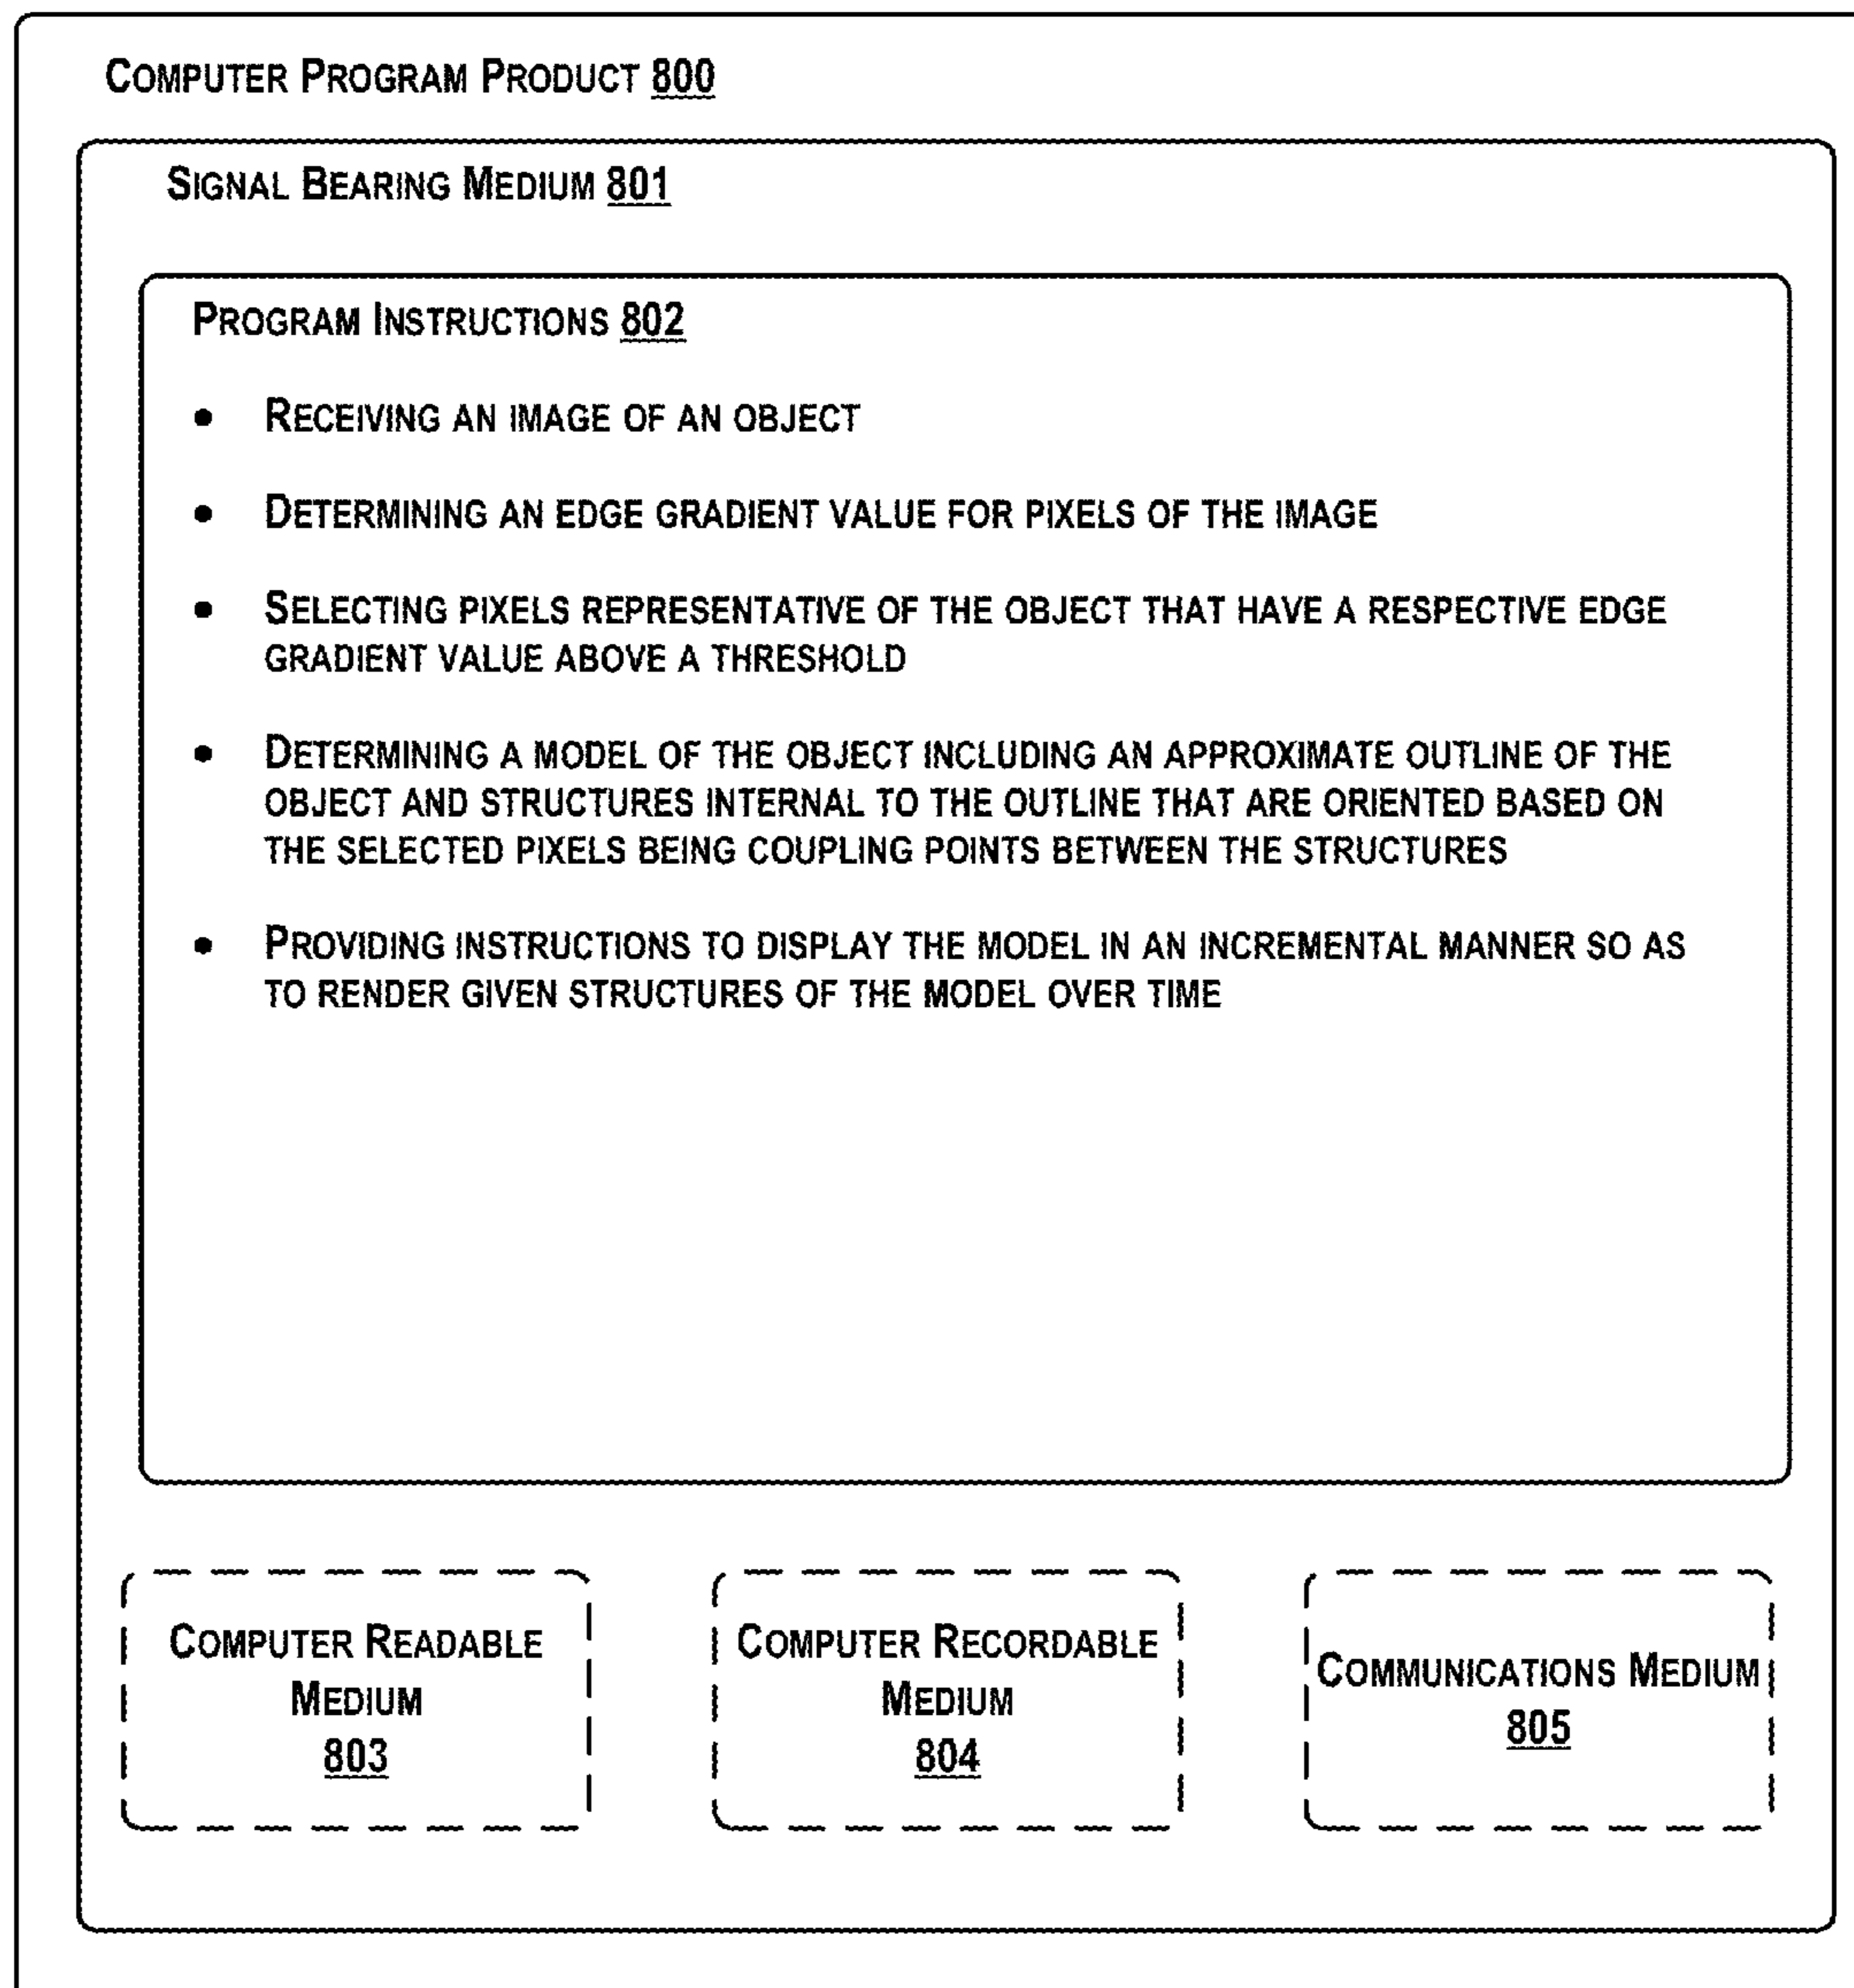 COMPUTER PROGRAM PRODUCT 800
SIGNAL BEARING MEDIUM 801
PROGRAM INSTRUCTIONS 802
• RECEIVING AN IMAGE OF AN OBJECT
• DETERMINING AN EDGE GRADIENT VALUE FOR PIXELS OF THE IMAGE
• SELECTING PIXELS REPRESENTATIVE OF THE OBJECT THAT HAVE A RESPECTIVE EDGE
GRADIENT VALUE ABOVE A THRESHOLD
• DETERMINING A MODEL OF THE OBJECT INCLUDING AN APPROXIMATE OUTLINE OF THE
OBJECT AND STRUCTURES INTERNAL TO THE OUTLINE THAT ARE ORIENTED BASED ON
THE SELECTED PIXELS BEING COUPLING POINTS BETWEEN THE STRUCTURES
• PROVIDING INSTRUCTIONS TO DISPLAY THE MODEL IN AN INCREMENTAL MANNER SO AS
TO RENDER GIVEN STRUCTURES OF THE MODEL OVER TIME
COMPUTER READABLE
MEDIUM
803
COMPUTER RECORDABLE
MEDIUM
804
COMMUNICATIONS MEDIUM
805